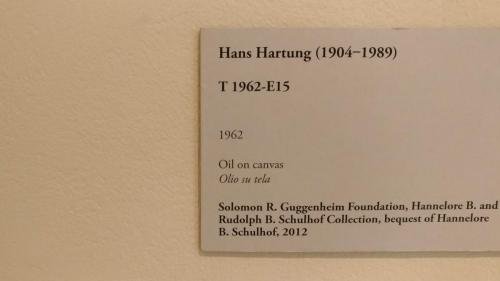 Hans Hartung (1904–1989)
T 1962-E15
1962
Oil on canvas
Olio su tela
Solomon R. Guggenheim Foundation, Hannelore B. and
Rudolph B. Schulhof Collection, bequest of Hannelore
B. Schulhof, 2012